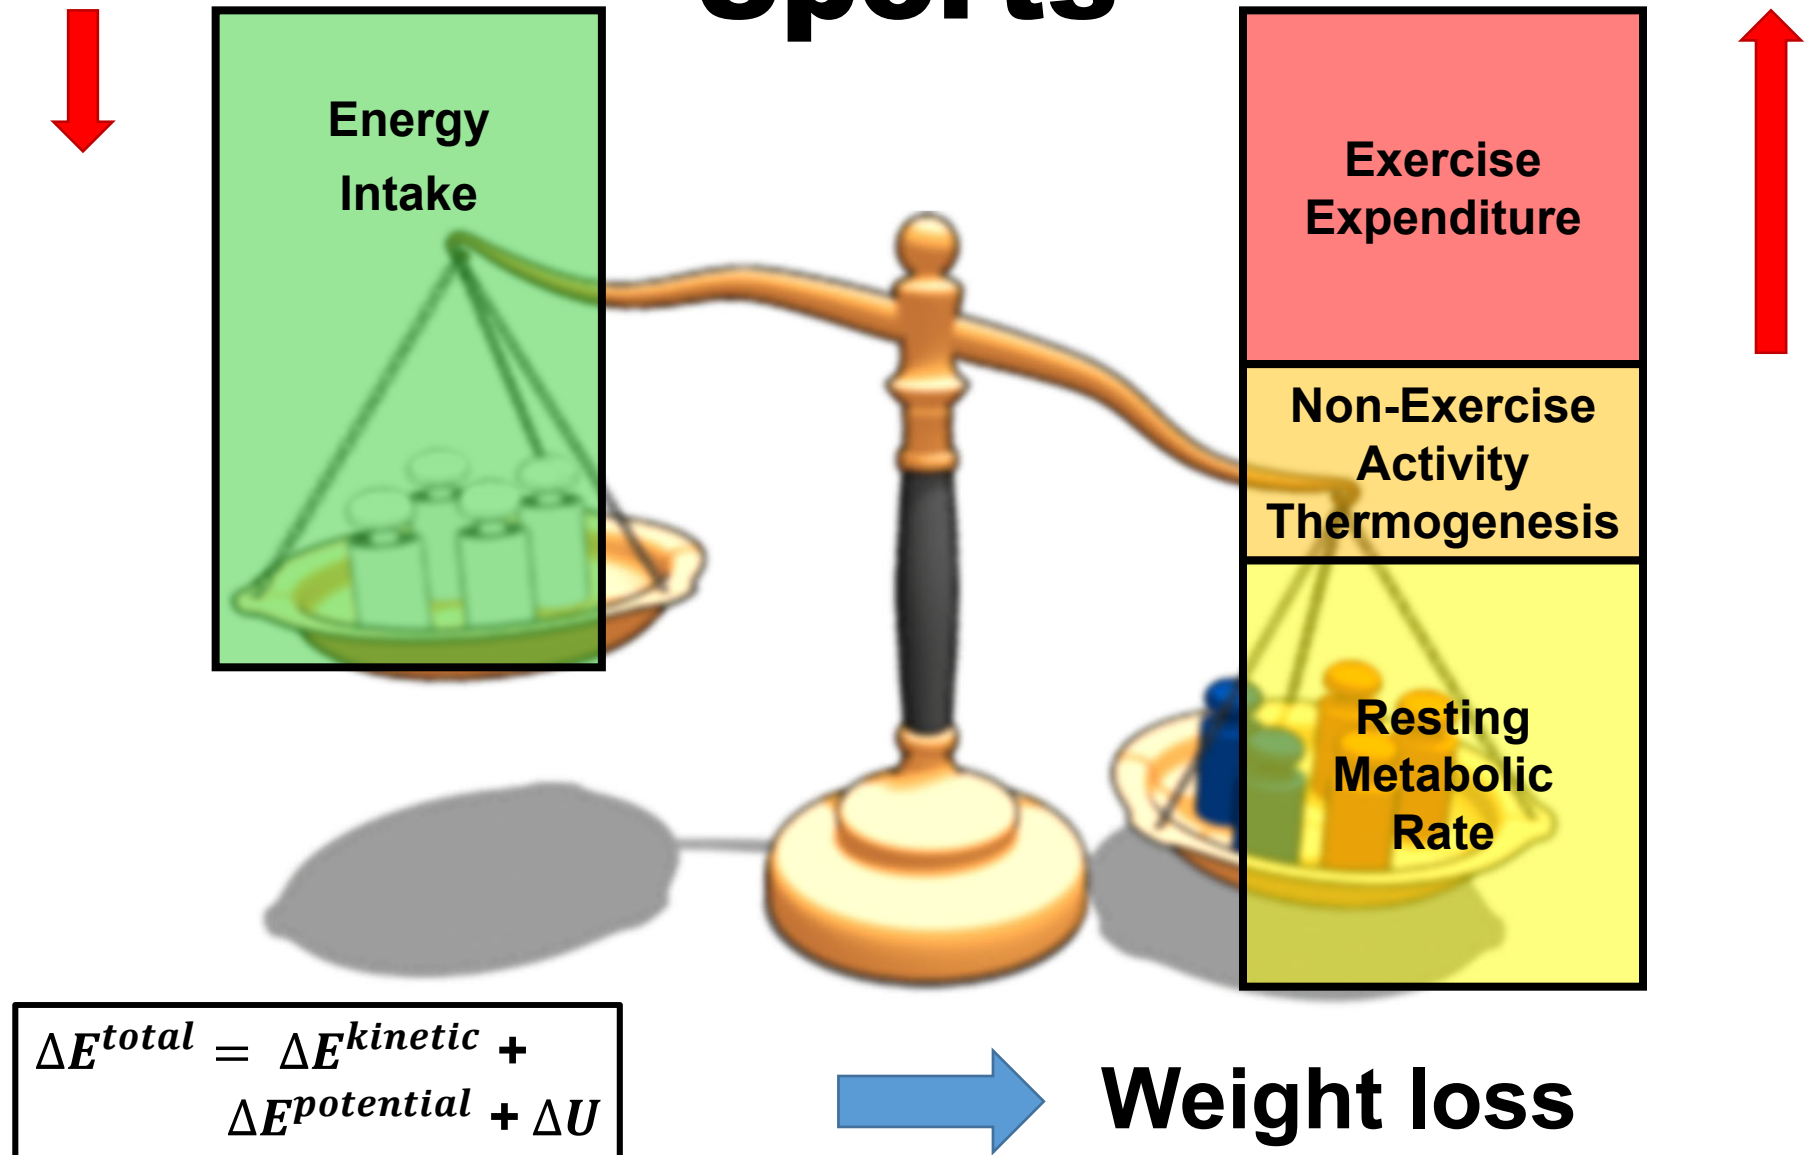 Sports
Energy
Intake
Exercise
Expenditure
Non-Exercise
Activity
Thermogenesis
Resting
Metabolic
Rate
ΔE^total = ΔE^kinetic +
ΔE^potential + ΔU
Weight loss